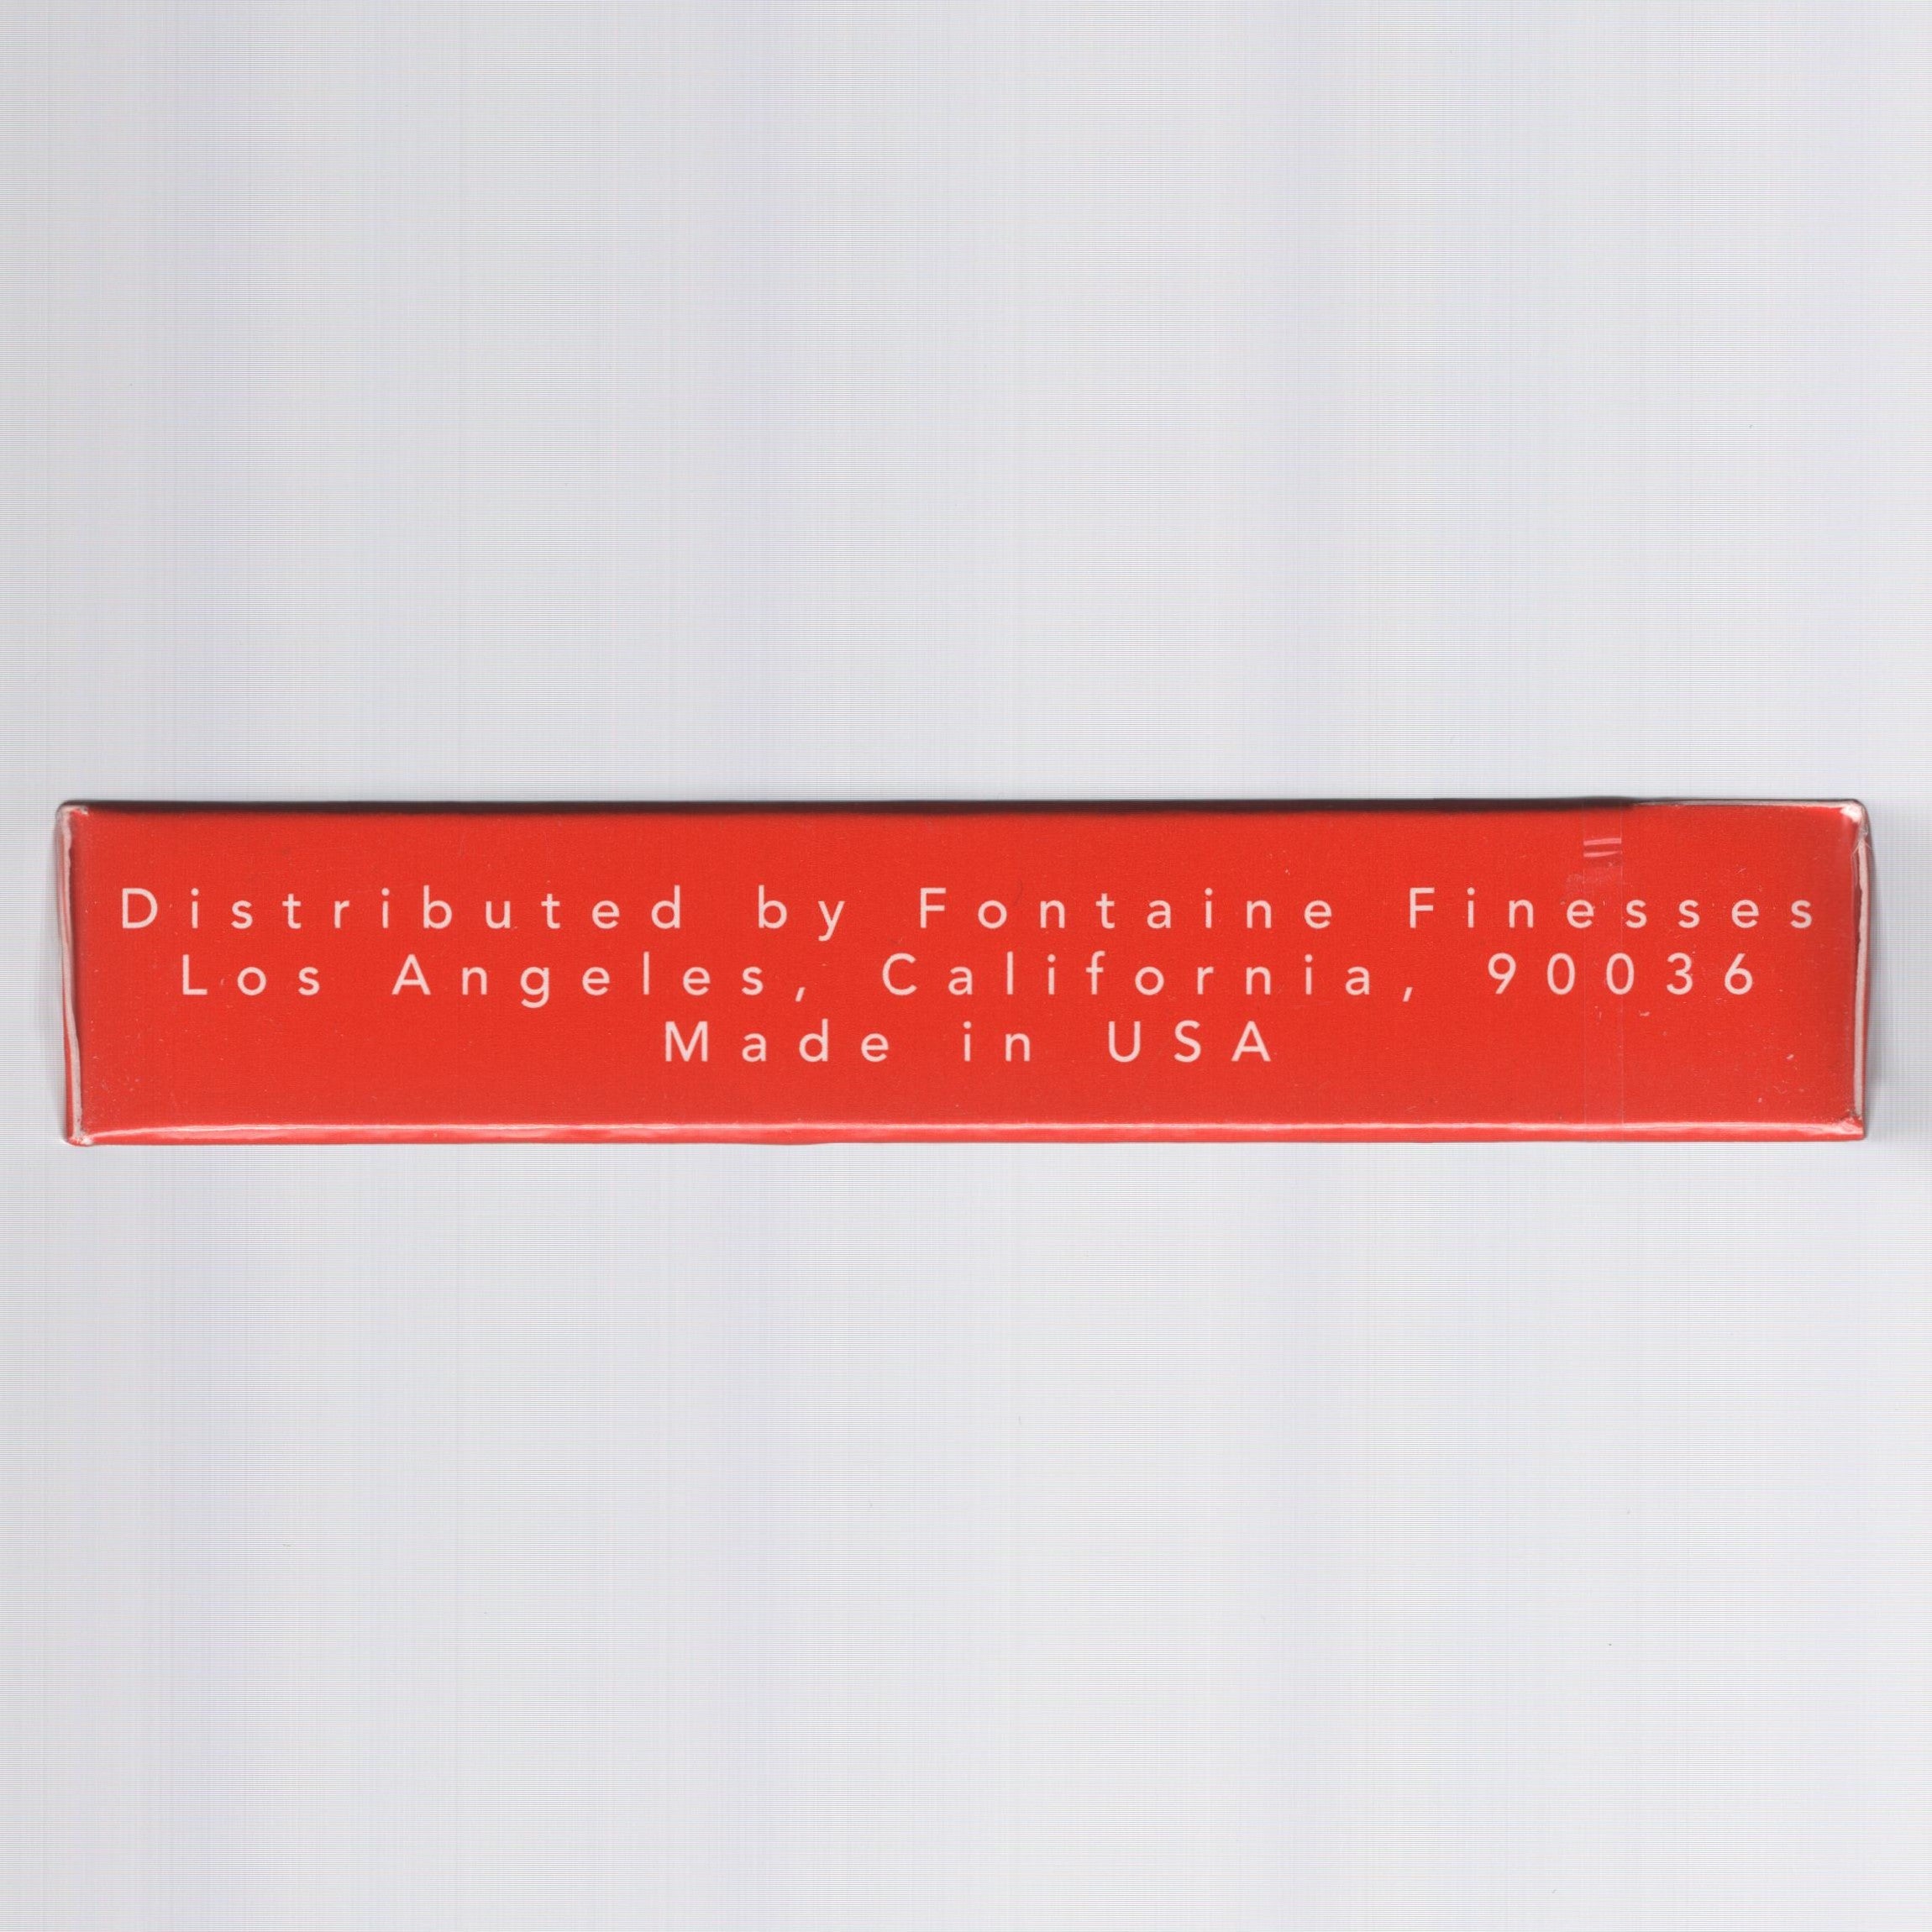 Distributed by Fontaine Finesses
Los Angeles, California, 90036
Made in USA